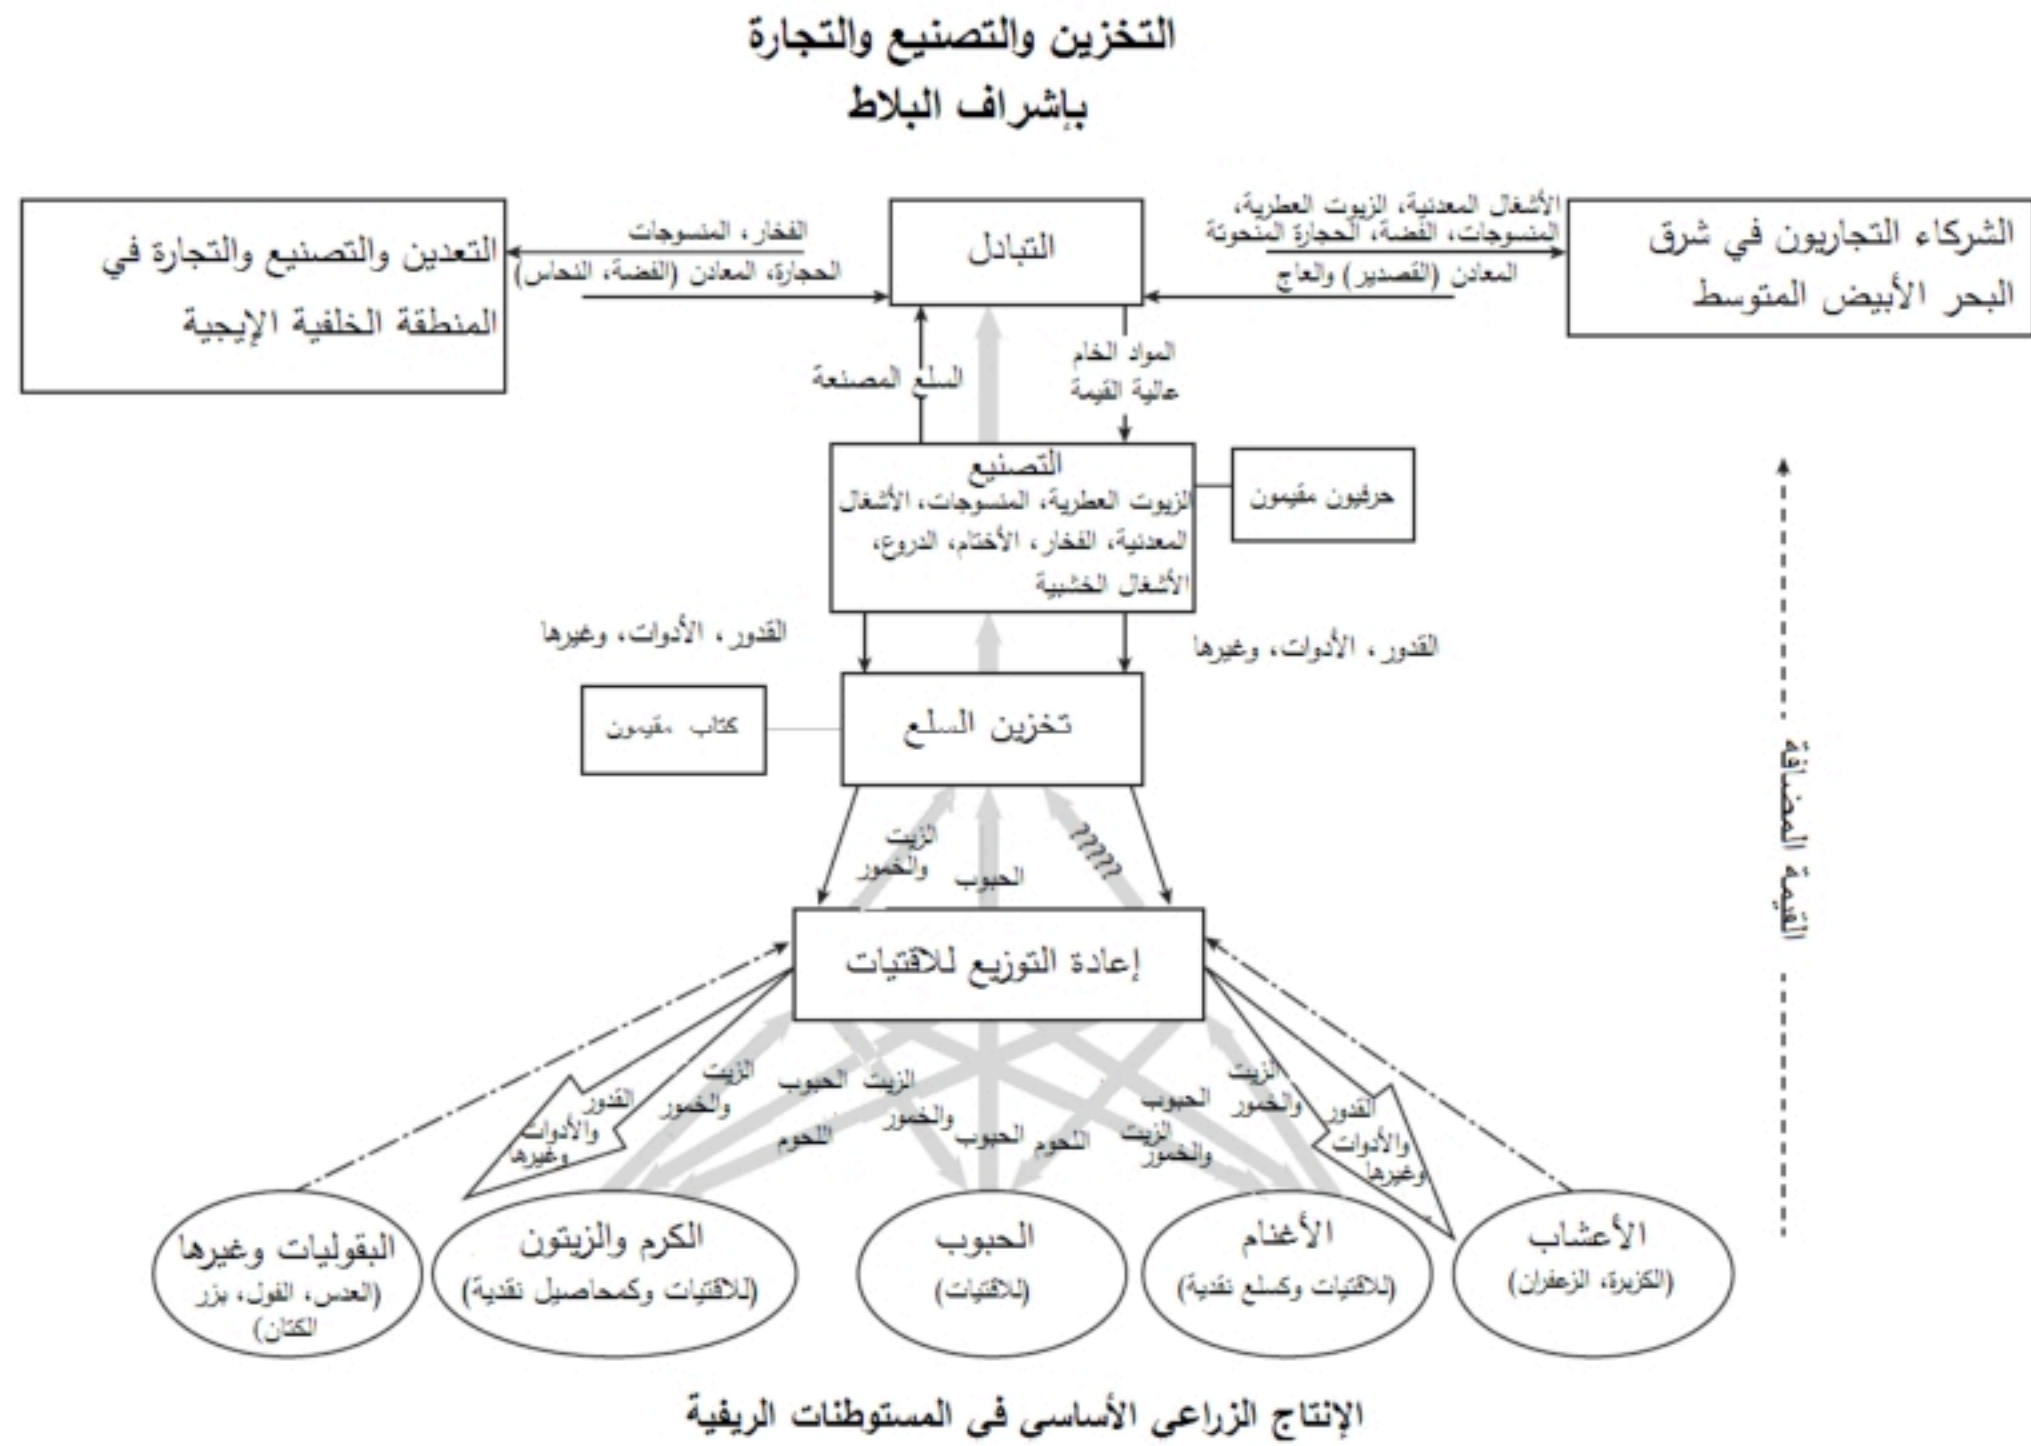 التخزين والتصنيع والتجارة
بإشراف البلاط
الشركاء التجاريون في شرق
البحر الأبيض المتوسط
الأشغال المعدنية، الزيوت العطرية،
المنسوجات، الفضة، الحجارة المنحوتة
المعادن (القصدير) والعاج
التبادل
الفخار، المنسوجات
الحجارة، المعادن (الفضة، النحاس)
التعدين والتصنيع والتجارة في
المنطقة الخلفية الإيجية
المواد الخام
عالية القيمة
السلع المصنعة
التصنيع
الزيوت العطرية، المنسوجات، الأشغال
المعدنية، الفخار، الأختام، الدروع،
الأشغال الخشبية
حرفيون مقيمون
القدور، الأدوات، وغيرها
القدور، الأدوات، وغيرها
تخزين السلع
كتاب مقيمون
القيمة المضافة
?????
الحبوب
الزيت
والخمور
إعادة التوزيع للاقتيات
القدور
والأدوات
وغيرها
الزيت
والخمور
الحبوب
الزيت
والخمور
اللحوم
الحبوب
الزيت
والخمور
الحبوب
اللحوم
الزيت
والخمور
القدور
والأدوات
وغيرها
الأعشاب
(الكزبرة، الزعفران)
الأغنام
(للاقتيات وكسلع نقدية)
الحبوب
(للاقتيات)
الكرم والزيتون
(للاقتيات وكمحاصيل نقدية)
البقوليات وغيرها
(العدس، الفول، بزر
الكتان)
الإنتاج الزراعي الأساسي في المستوطنات الريفية